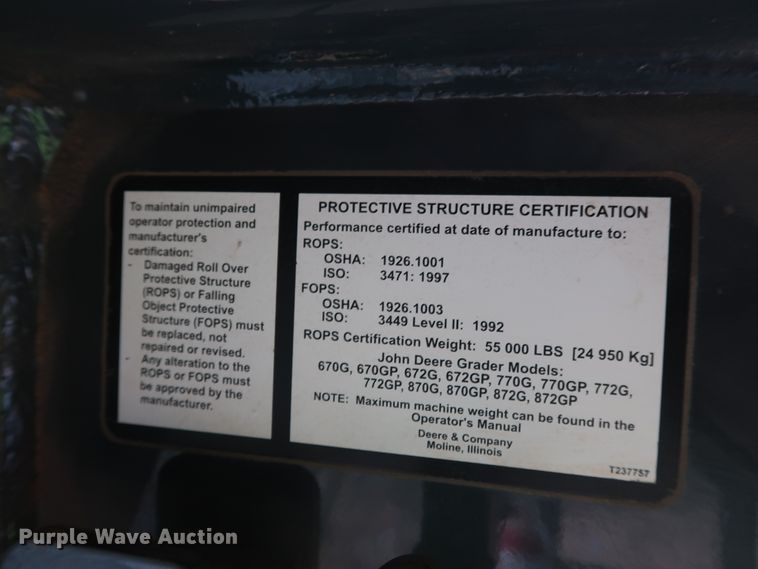 To maintain unimpaired
operator protection and
manufacturer's
certification:
- Damaged Roll Over
Protective Structure
(ROPS) or Falling
Object Protective
Structure (FOPS) must
be replaced, not
repaired or revised.
- Any alteration to the
ROPS or FOPS must
be approved by the
manufacturer.
PROTECTIVE STRUCTURE CERTIFICATION
Performance certified at date of manufacture to:
ROPS:
OSHA: 1926.1001
ISO: 3471: 1997
FOPS:
OSHA: 1926.1003
ISO: 3449 Level II: 1992
ROPS Certification Weight: 55 000 LBS [24 950 Kg]
John Deere Grader Models:
670G, 670GP, 672G, 672GP, 770G, 770GP, 772G,
772GP, 870G, 870GP, 872G, 872GP
NOTE: Maximum machine weight can be found in the
Operator's Manual
Deere & Company
Moline, Illinois
T237757
Purple Wave Auction